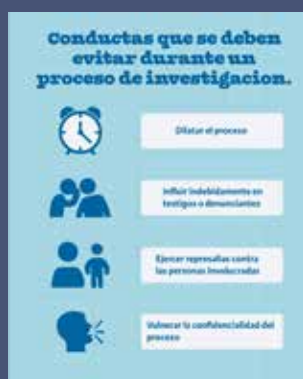 Conductas que se deben
evitar durante un
proceso de investigacion.
Dilatar el proceso
Influir indebidamente en
testigos o denunciantes
Ejercer represalias contra
las personas involucradas
Vulnerar la confidencialidad del
proceso